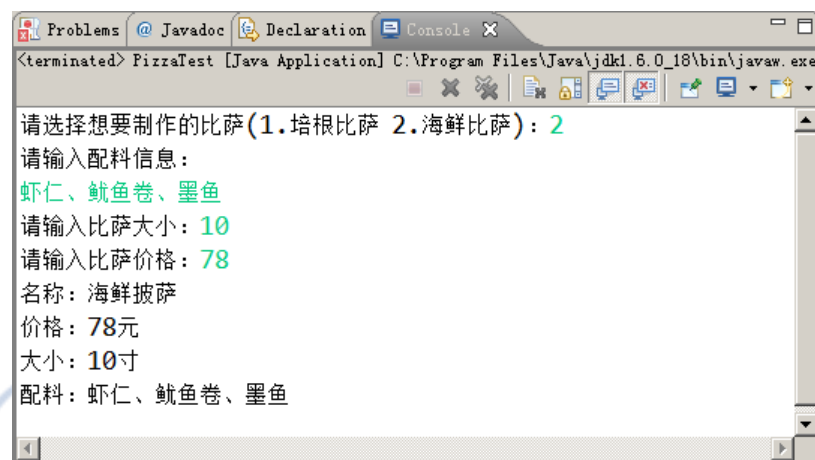 Problems @ Javadoc Declaration Console
<terminated> PizzaTest [Java Application] C:\Program Files\Java\jdk1.6.0_18\bin\javaw.exe
请选择想要制作的比萨(1.培根比萨 2.海鲜比萨)：2
请输入配料信息：
虾仁、鱿鱼卷、墨鱼
请输入比萨大小：10
请输入比萨价格：78
名称：海鲜披萨
价格：78元
大小：10寸
配料：虾仁、鱿鱼卷、墨鱼